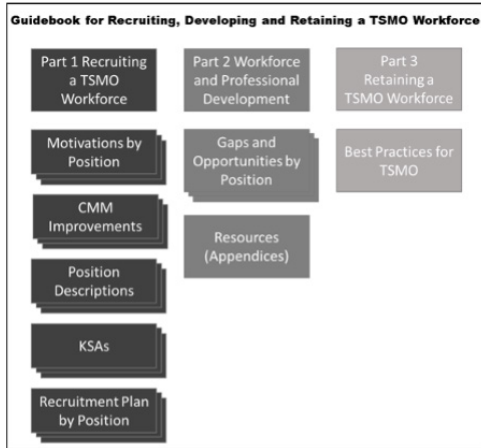 Guidebook for Recruiting, Developing and Retaining a TSMO Workforce
Part 1 Recruiting
a TSMO
Workforce
Motivations by
Position
CMM
Improvements
Position
Descriptions
KSAs
Recruitment Plan
by Position
Part 2 Workforce
and Professional
Development
Gaps and
Opportunities by
Position
Resources
(Appendices)
Part 3
Retaining a
TSMO Workforce
Best Practices for
TSMO